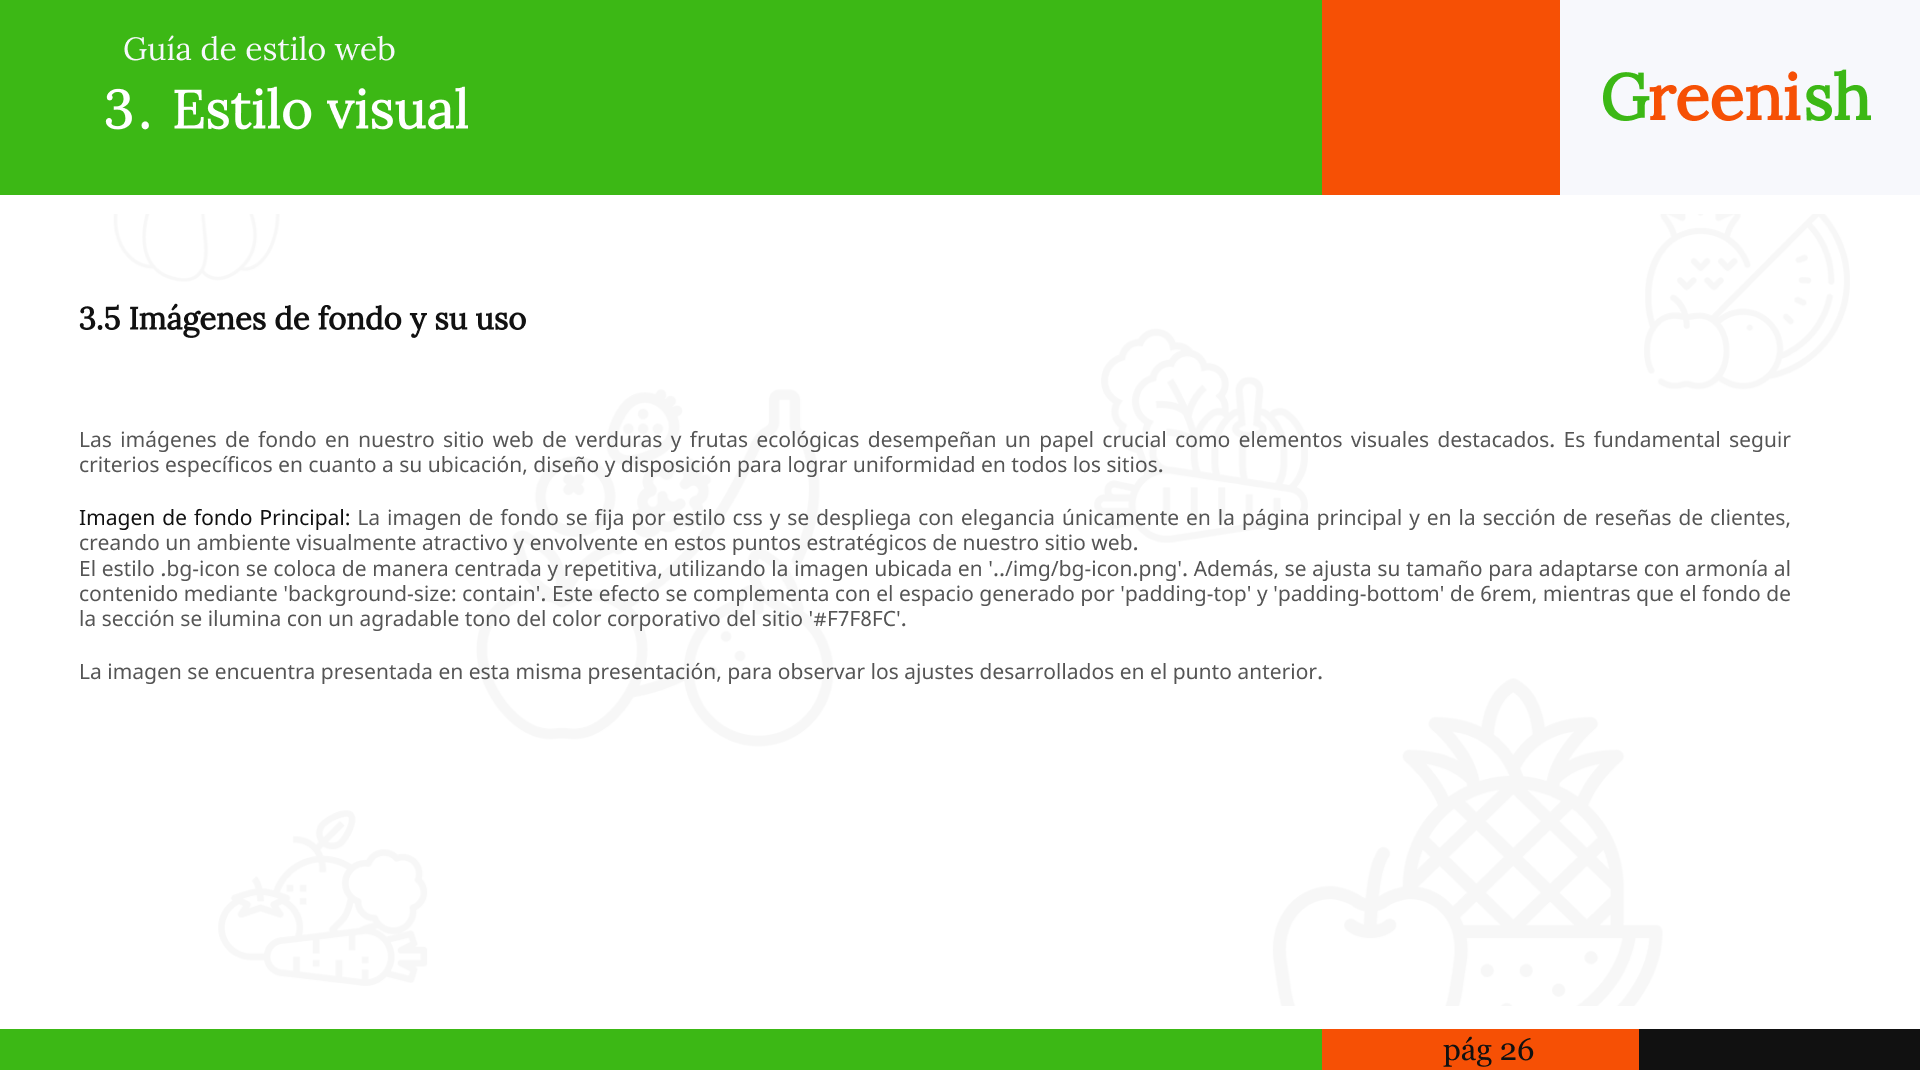 Guía de estilo web
3. Estilo visual
Greenish
3.5 Imágenes de fondo y su uso
Las imágenes de fondo en nuestro sitio web de verduras y frutas ecológicas desempeñan un papel crucial como elementos visuales destacados. Es fundamental seguir
criterios específicos en cuanto a su ubicación, diseño y disposición para lograr uniformidad en todos los sitios.
Imagen de fondo Principal: La imagen de fondo se fija por estilo css y se despliega con elegancia únicamente en la página principal y en la sección de reseñas de clientes,
creando un ambiente visualmente atractivo y envolvente en estos puntos estratégicos de nuestro sitio web.
El estilo .bg-icon se coloca de manera centrada y repetitiva, utilizando la imagen ubicada en '../img/bg-icon.png'. Además, se ajusta su tamaño para adaptarse con armonía al
contenido mediante 'background-size: contain'. Este efecto se complementa con el espacio generado por 'padding-top' y 'padding-bottom' de 6rem, mientras que el fondo de
la sección se ilumina con un agradable tono del color corporativo del sitio '#F7F8FC'.
La imagen se encuentra presentada en esta misma presentación, para observar los ajustes desarrollados en el punto anterior.
pág 26